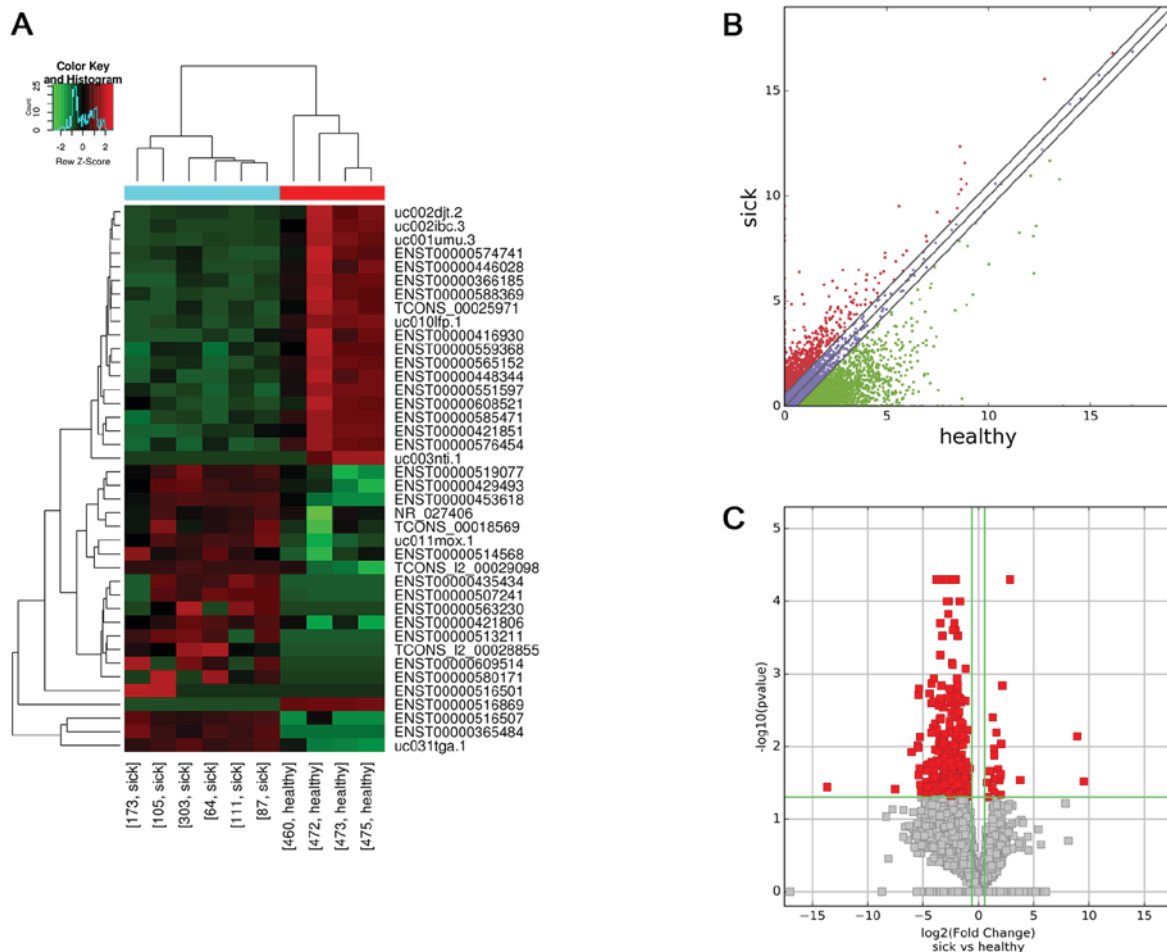 A
Color Key
and Histogram
Count
0 10 25
-2 0 2
Row Z-Score
uc002djt.2
uc002ibc.3
uc001umu.3
ENST00000574741
ENST00000446028
ENST00000366185
ENST00000588369
TCONS_00025971
uc010lfp.1
ENST00000416930
ENST00000559368
ENST00000565152
ENST00000448344
ENST00000551597
ENST00000608521
ENST00000585471
ENST00000421851
ENST00000576454
uc003nti.1
ENST00000519077
ENST00000429493
ENST00000453618
NR_027406
TCONS_00018569
uc011mox.1
ENST00000514568
TCONS_l2_00029098
ENST00000435434
ENST00000507241
ENST00000563230
ENST00000421806
ENST00000513211
TCONS_l2_00028855
ENST00000609514
ENST00000580171
ENST00000516501
ENST00000516869
ENST00000516507
ENST00000365484
uc031tga.1
[173, sick]
[105, sick]
[303, sick]
[64, sick]
[111, sick]
[87, sick]
[460, healthy]
[472, healthy]
[473, healthy]
[475, healthy]
B
sick
15
10
5
0
0 5 10 15
healthy
C
-log10(pvalue)
5
4
3
2
1
0
−15 −10 −5 0 5 10 15
log2(Fold Change)
sick vs healthy